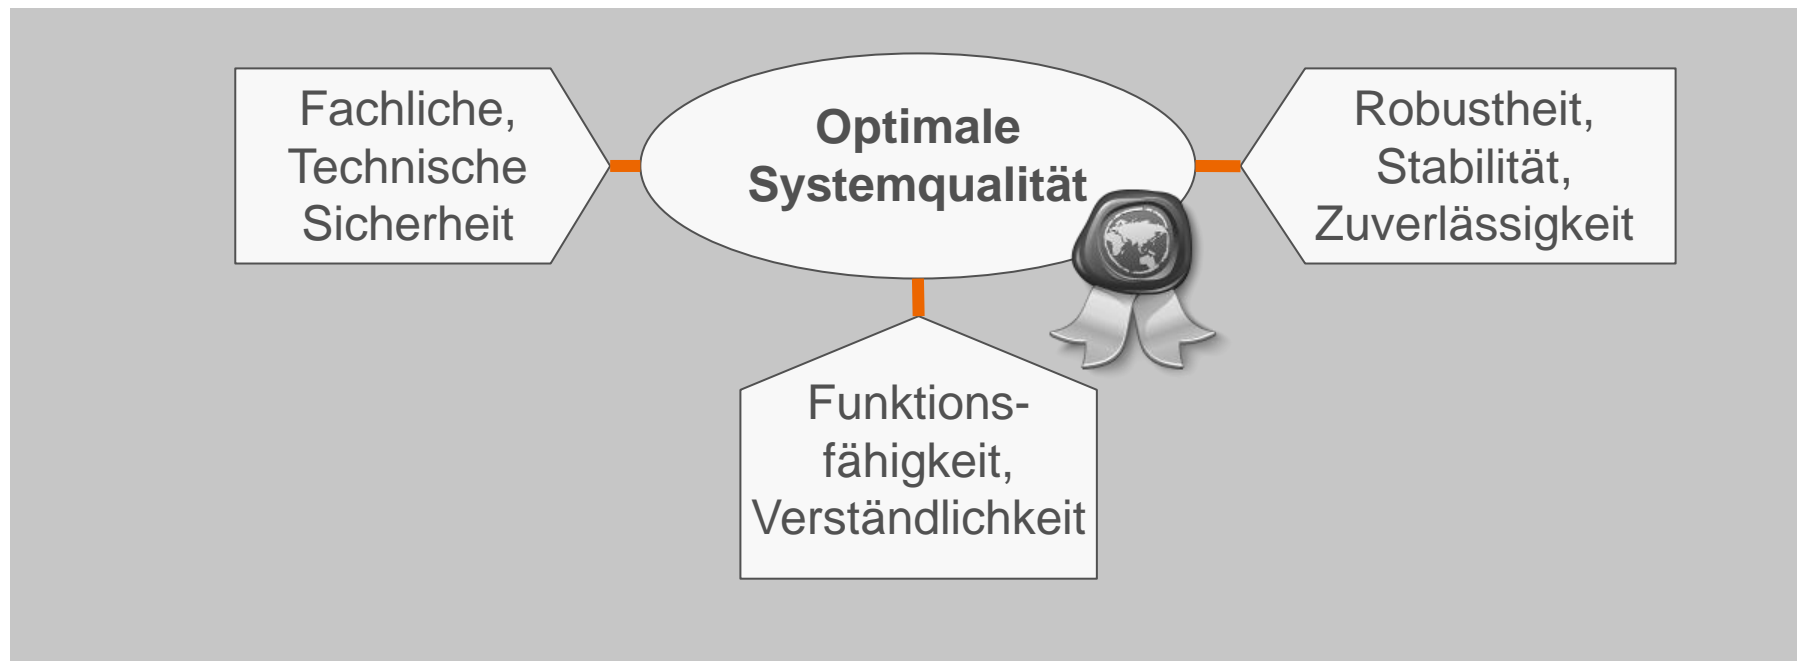 Fachliche,
Technische
Sicherheit
Optimale
Systemqualität
Robustheit,
Stabilität,
Zuverlässigkeit
Funktions-
fähigkeit,
Verständlichkeit